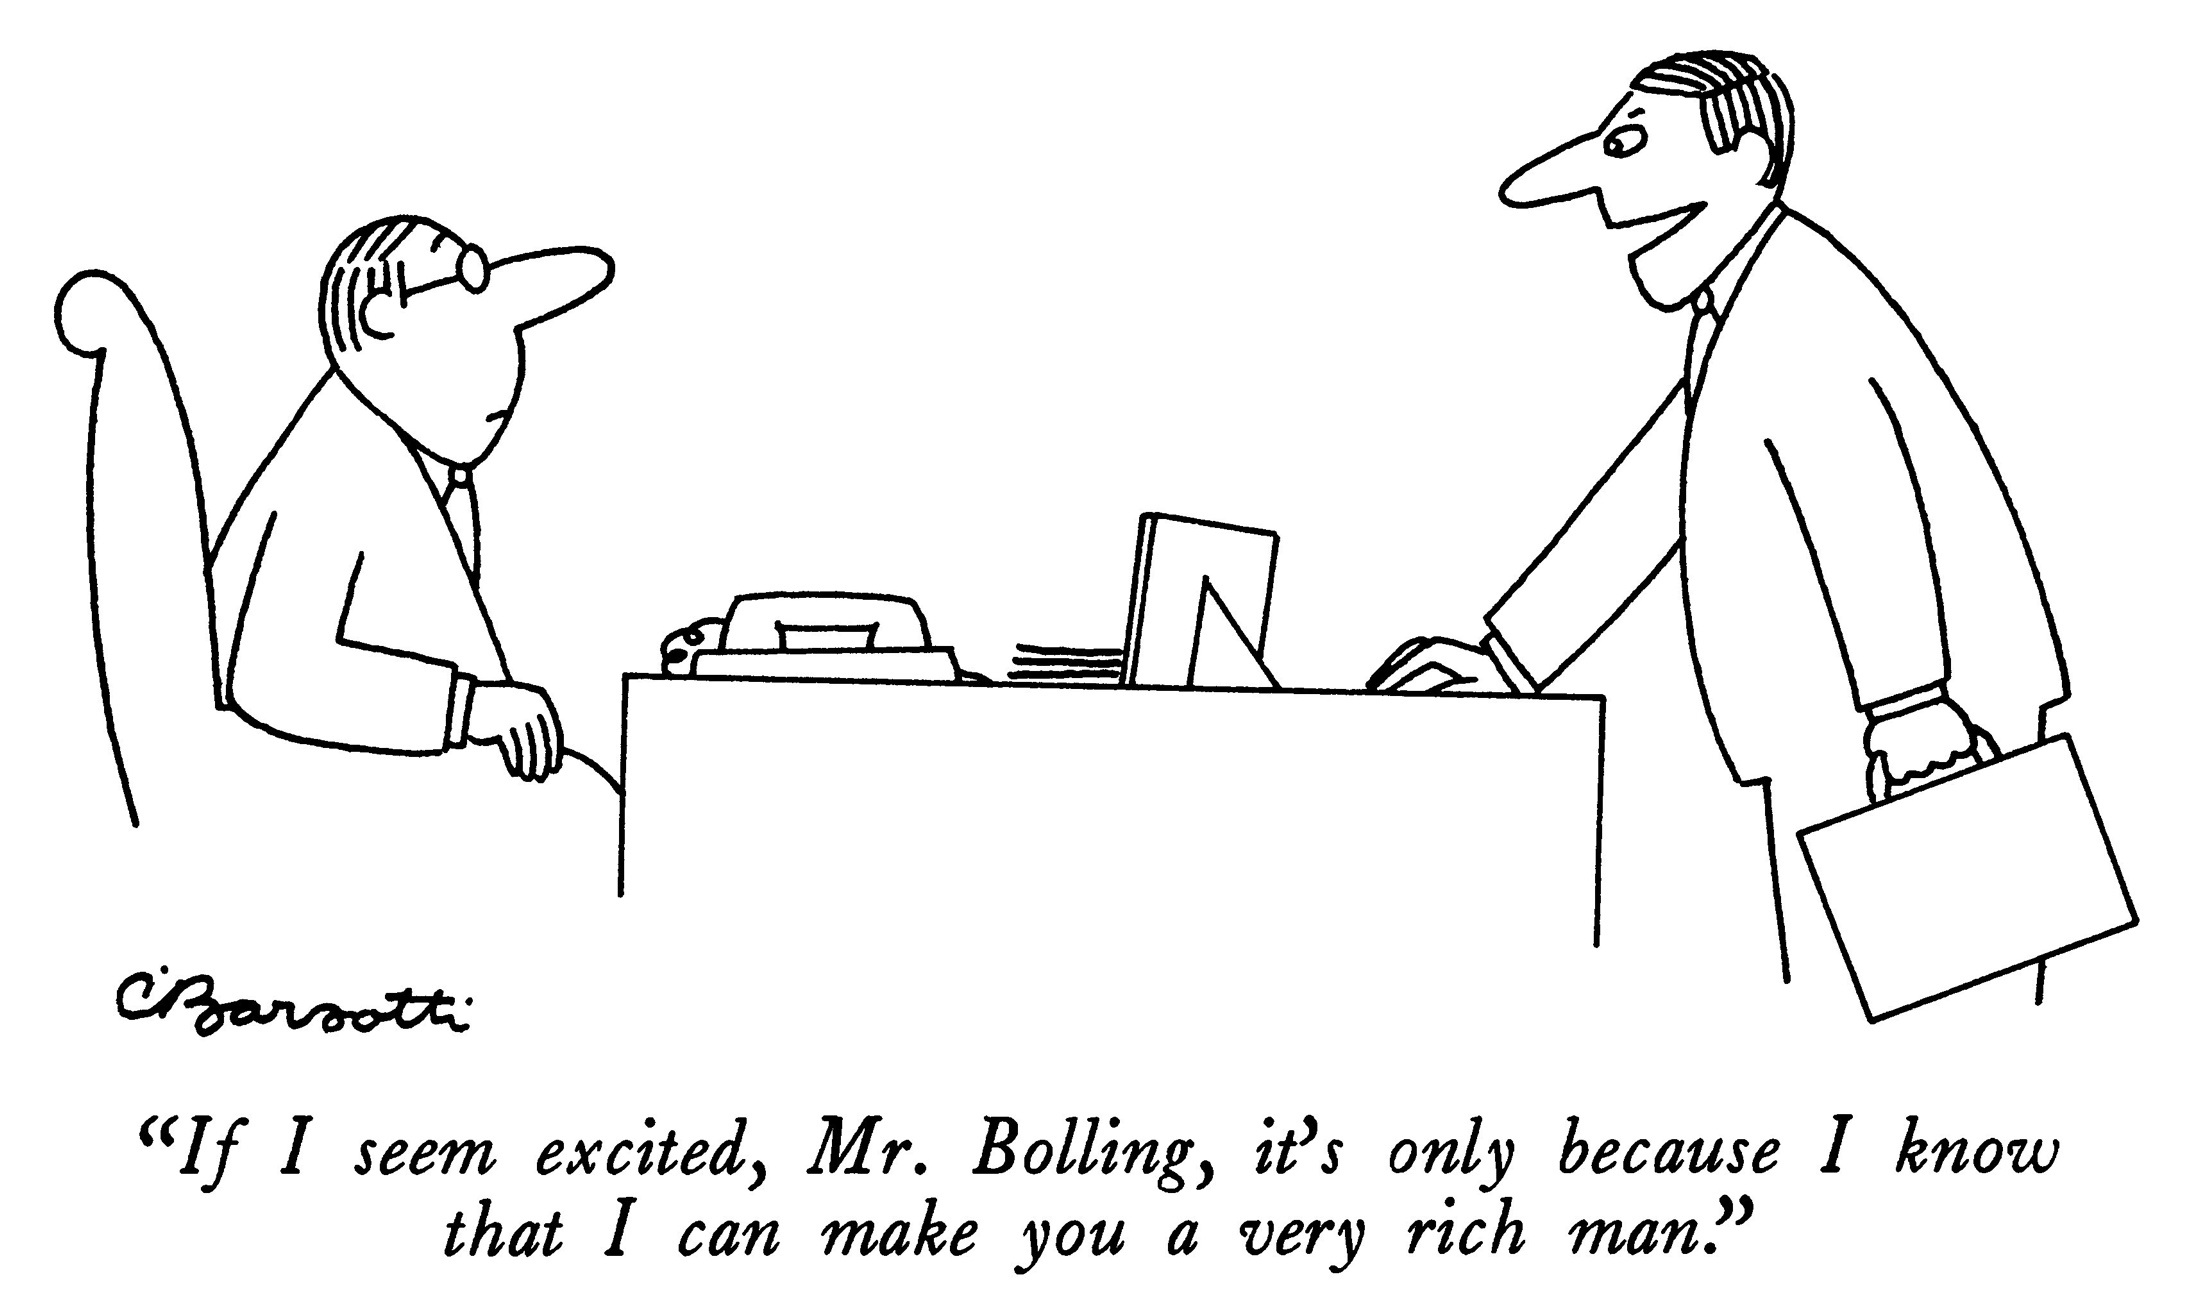 CBarsotti
“If I seem excited, Mr. Bolling, it’s only because I know
that I can make you a very rich man.”